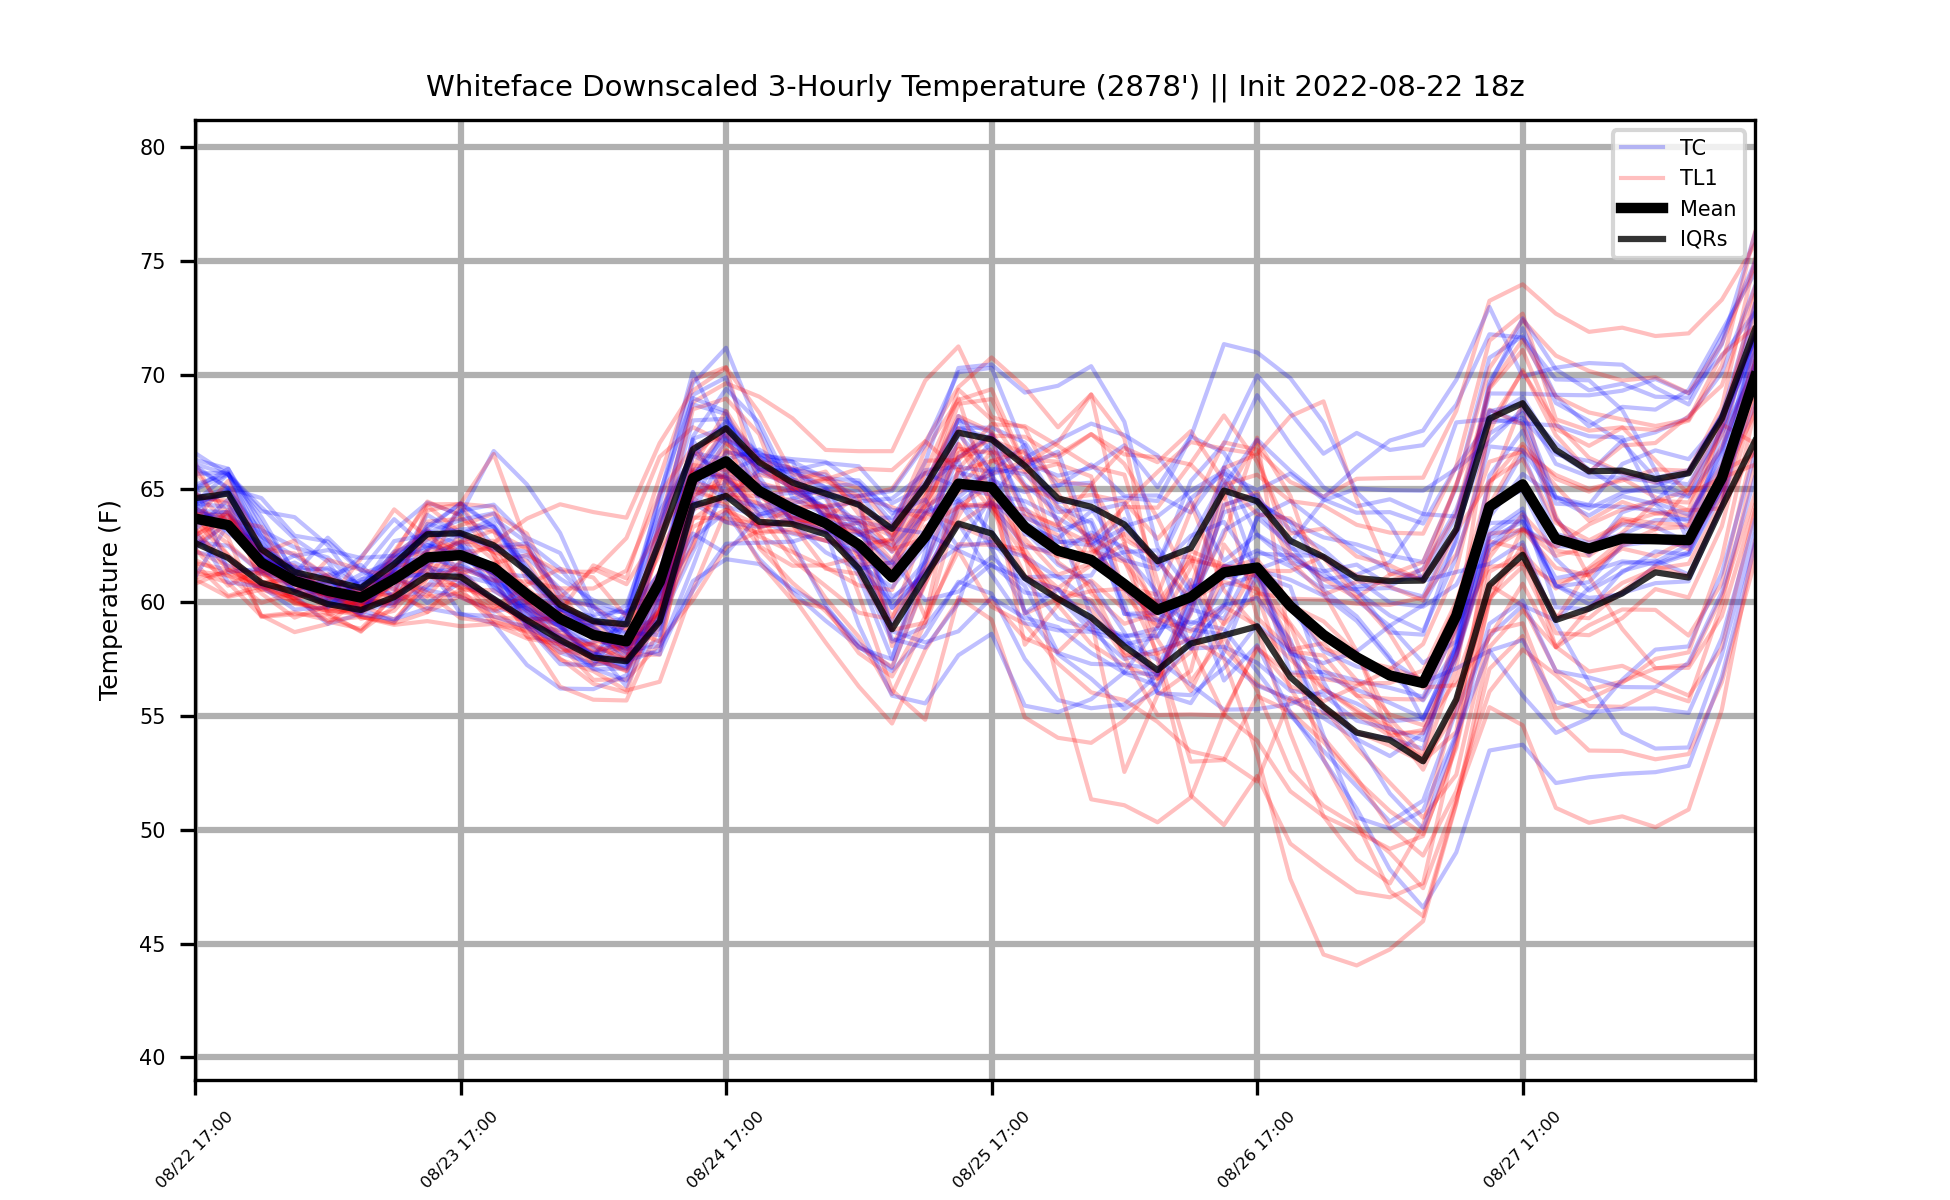 Whiteface Downscaled 3-Hourly Temperature (2878') || Init 2022-08-22 18z
TC
TL1
Mean
IQRs
Temperature (F)
80
75
70
65
60
55
50
45
40
08/22 17:00
08/23 17:00
08/24 17:00
08/25 17:00
08/26 17:00
08/27 17:00